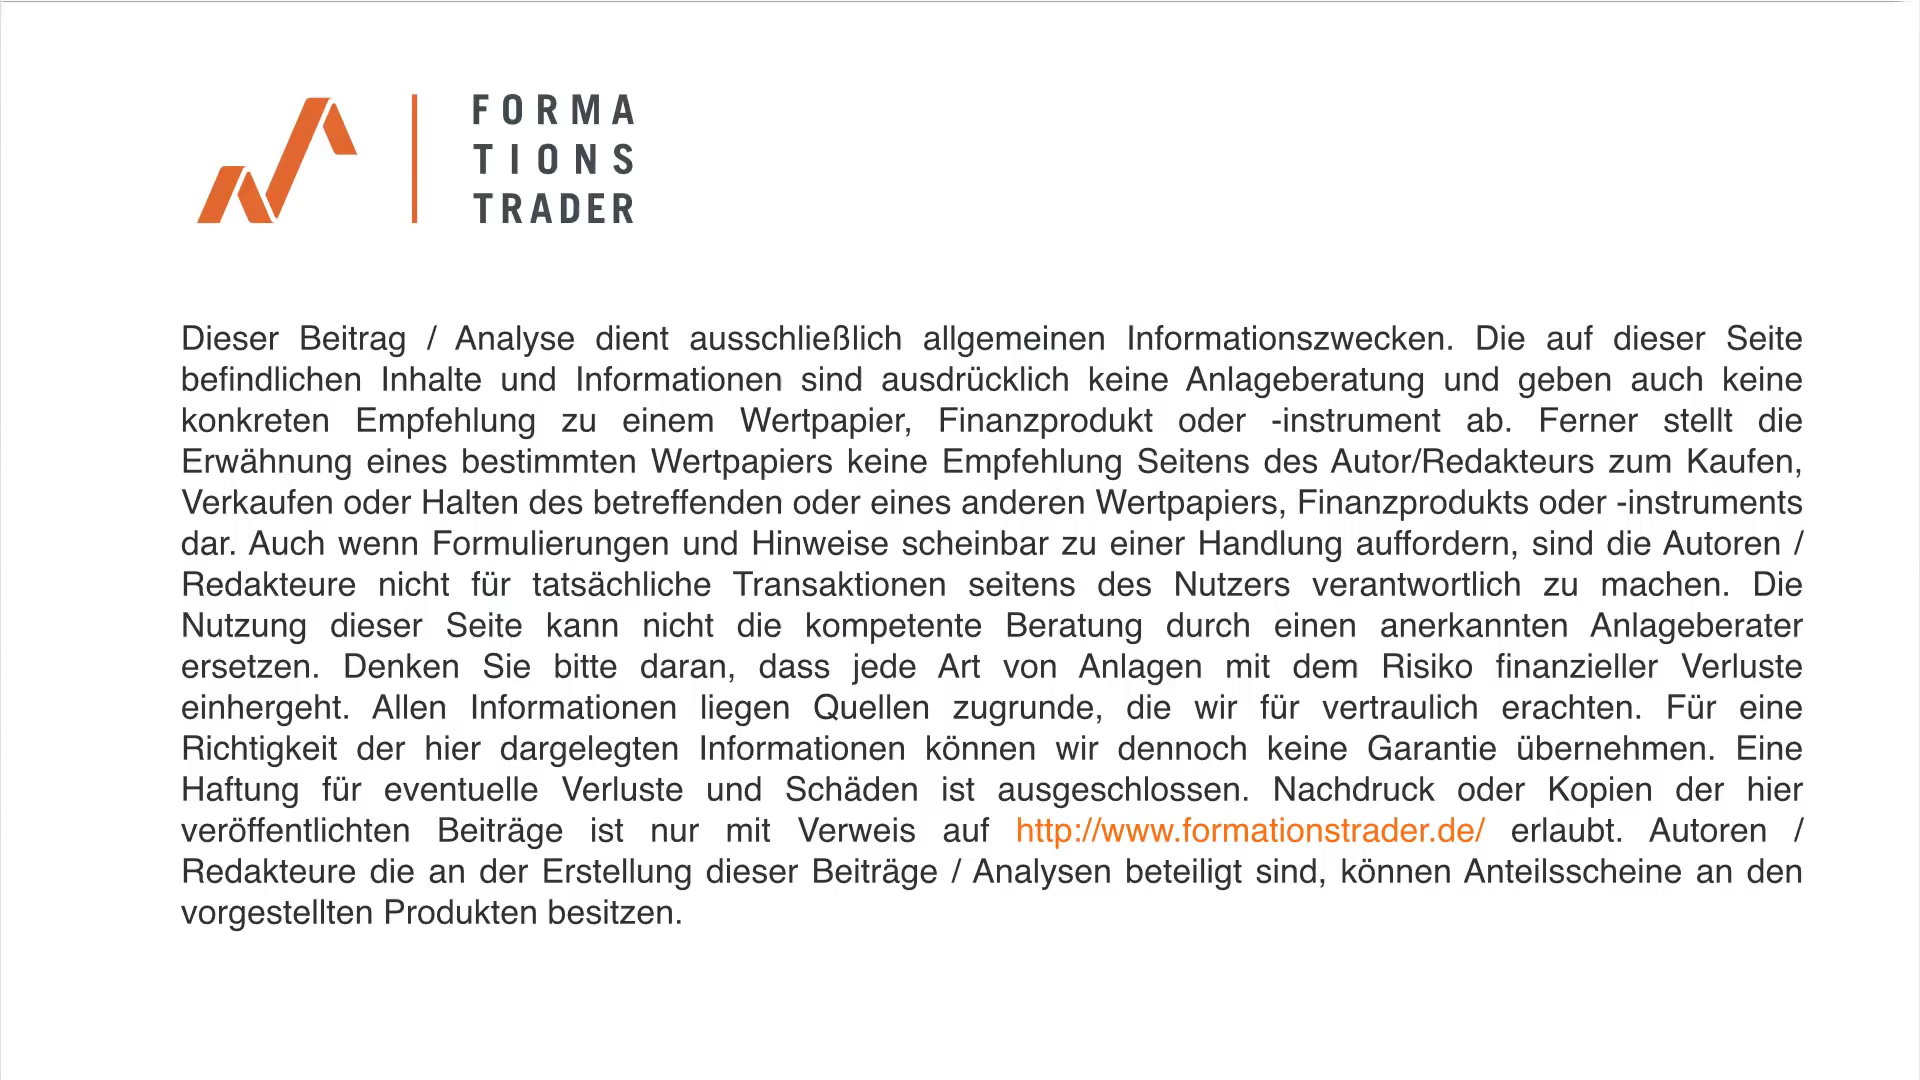 FORMA
TIONS
TRADER
Dieser Beitrag / Analyse dient ausschließlich allgemeinen Informationszwecken. Die auf dieser Seite
befindlichen Inhalte und Informationen sind ausdrücklich keine Anlageberatung und geben auch keine
konkreten Empfehlung zu einem Wertpapier, Finanzprodukt oder -instrument ab. Ferner stellt die
Erwähnung eines bestimmten Wertpapiers keine Empfehlung Seitens des Autor/Redakteurs zum Kaufen,
Verkaufen oder Halten des betreffenden oder eines anderen Wertpapiers, Finanzprodukts oder -instruments
dar. Auch wenn Formulierungen und Hinweise scheinbar zu einer Handlung auffordern, sind die Autoren /
Redakteure nicht für tatsächliche Transaktionen seitens des Nutzers verantwortlich zu machen. Die
Nutzung dieser Seite kann nicht die kompetente Beratung durch einen anerkannten Anlageberater
ersetzen. Denken Sie bitte daran, dass jede Art von Anlagen mit dem Risiko finanzieller Verluste
einhergeht. Allen Informationen liegen Quellen zugrunde, die wir für vertraulich erachten. Für eine
Richtigkeit der hier dargelegten Informationen können wir dennoch keine Garantie übernehmen. Eine
Haftung für eventuelle Verluste und Schäden ist ausgeschlossen. Nachdruck oder Kopien der hier
veröffentlichten Beiträge ist nur mit Verweis auf http://www.formationstrader.de/ erlaubt. Autoren /
Redakteure die an der Erstellung dieser Beiträge / Analysen beteiligt sind, können Anteilsscheine an den
vorgestellten Produkten besitzen.